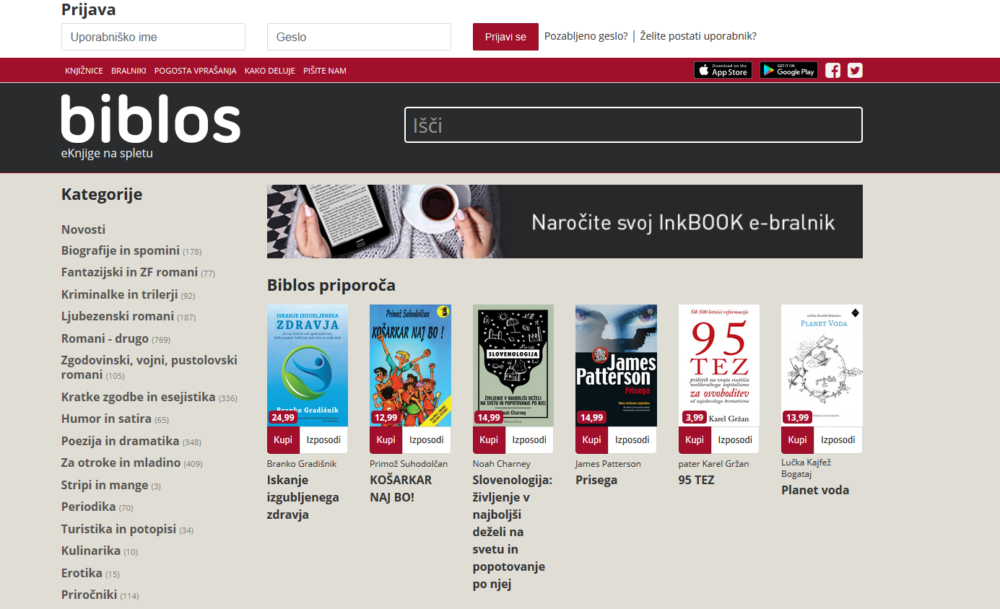 Prijava
Uporabniško ime
Geslo
Prijavi se
Pozabljeno geslo? | Želite postati uporabnik?
KNJIŽNICE BRALNIKI POGOSTA VPRAŠANJA KAKO DELUJE PIŠITE NAM
Download on the
App Store
GET IT ON
Google Play
biblos
eKnjige na spletu
Išči
Kategorije
Novosti
Biografije in spomini (178)
Fantazijski in ZF romani (77)
Kriminalke in trilerji (92)
Ljubezenski romani (187)
Romani - drugo (769)
Zgodovinski, vojni, pustolovski
romani (105)
Kratke zgodbe in esejistika (336)
Humor in satira (65)
Poezija in dramatika (348)
Za otroke in mladino (409)
Stripi in mange (3)
Periodika (70)
Turistika in potopisi (34)
Kulinarika (10)
Erotika (15)
Priročniki (114)
Naročite svoj InkBOOK e-bralnik
Biblos priporoča
ISKANJE IZGUBLJENEGA
ZDRAVJA
Branko Gradišnik
24,99
Kupi Izposodi
Branko Gradišnik
Iskanje
izgubljenega
zdravja
Primož Suhodolčan
KOŠARKAR NAJ BO !
12,99
Kupi Izposodi
Primož Suhodolčan
KOŠARKAR
NAJ BO!
SLOVENOLOGIJA
ŽIVLJENJE V NAJBOLJŠI DEŽELI
NA SVETU IN POPOTOVANJE PO NJEJ
Noah Charney
14,99
Kupi Izposodi
Noah Charney
Slovenologija:
življenje v
najboljši
deželi na
svetu in
popotovanje
po njej
James
Patterson
Prisega
14,99
Kupi Izposodi
James Patterson
Prisega
Ob 500 letnici reformacije
95
TEZ
pribitih na vrata svetišča
neoliberalnega kapitalizma
za osvoboditev
od zajedavskega hrematizma
Karel Gržan
3,99
Kupi Izposodi
pater Karel Gržan
95 TEZ
LUČKA KAJFEŽ BOGATAJ
PLANET VODA
13,99
Kupi Izposodi
Lučka Kajfež
Bogataj
Planet voda